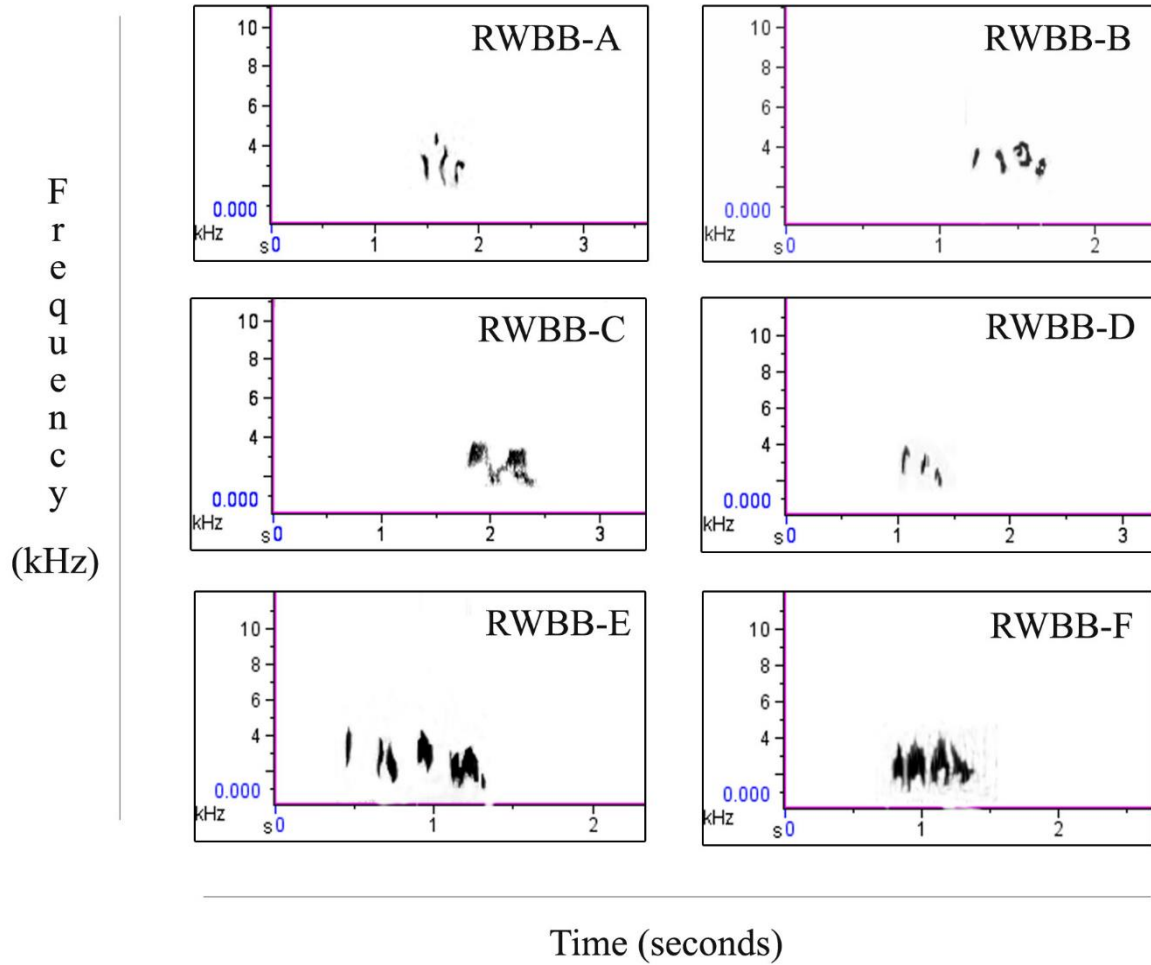 Frequency
(kHz)
RWBB-A
10
8
6
4
0.000
kHz
s0 1 2 3
RWBB-B
10
8
6
4
0.000
kHz
s0 1 2
RWBB-C
10
8
6
4
0.000
kHz
s0 1 2 3
RWBB-D
10
8
6
4
0.000
kHz
s0 1 2 3
RWBB-E
10
8
6
4
0.000
kHz
s0 1 2
RWBB-F
10
8
6
4
0.000
kHz
s0 1 2
Time (seconds)